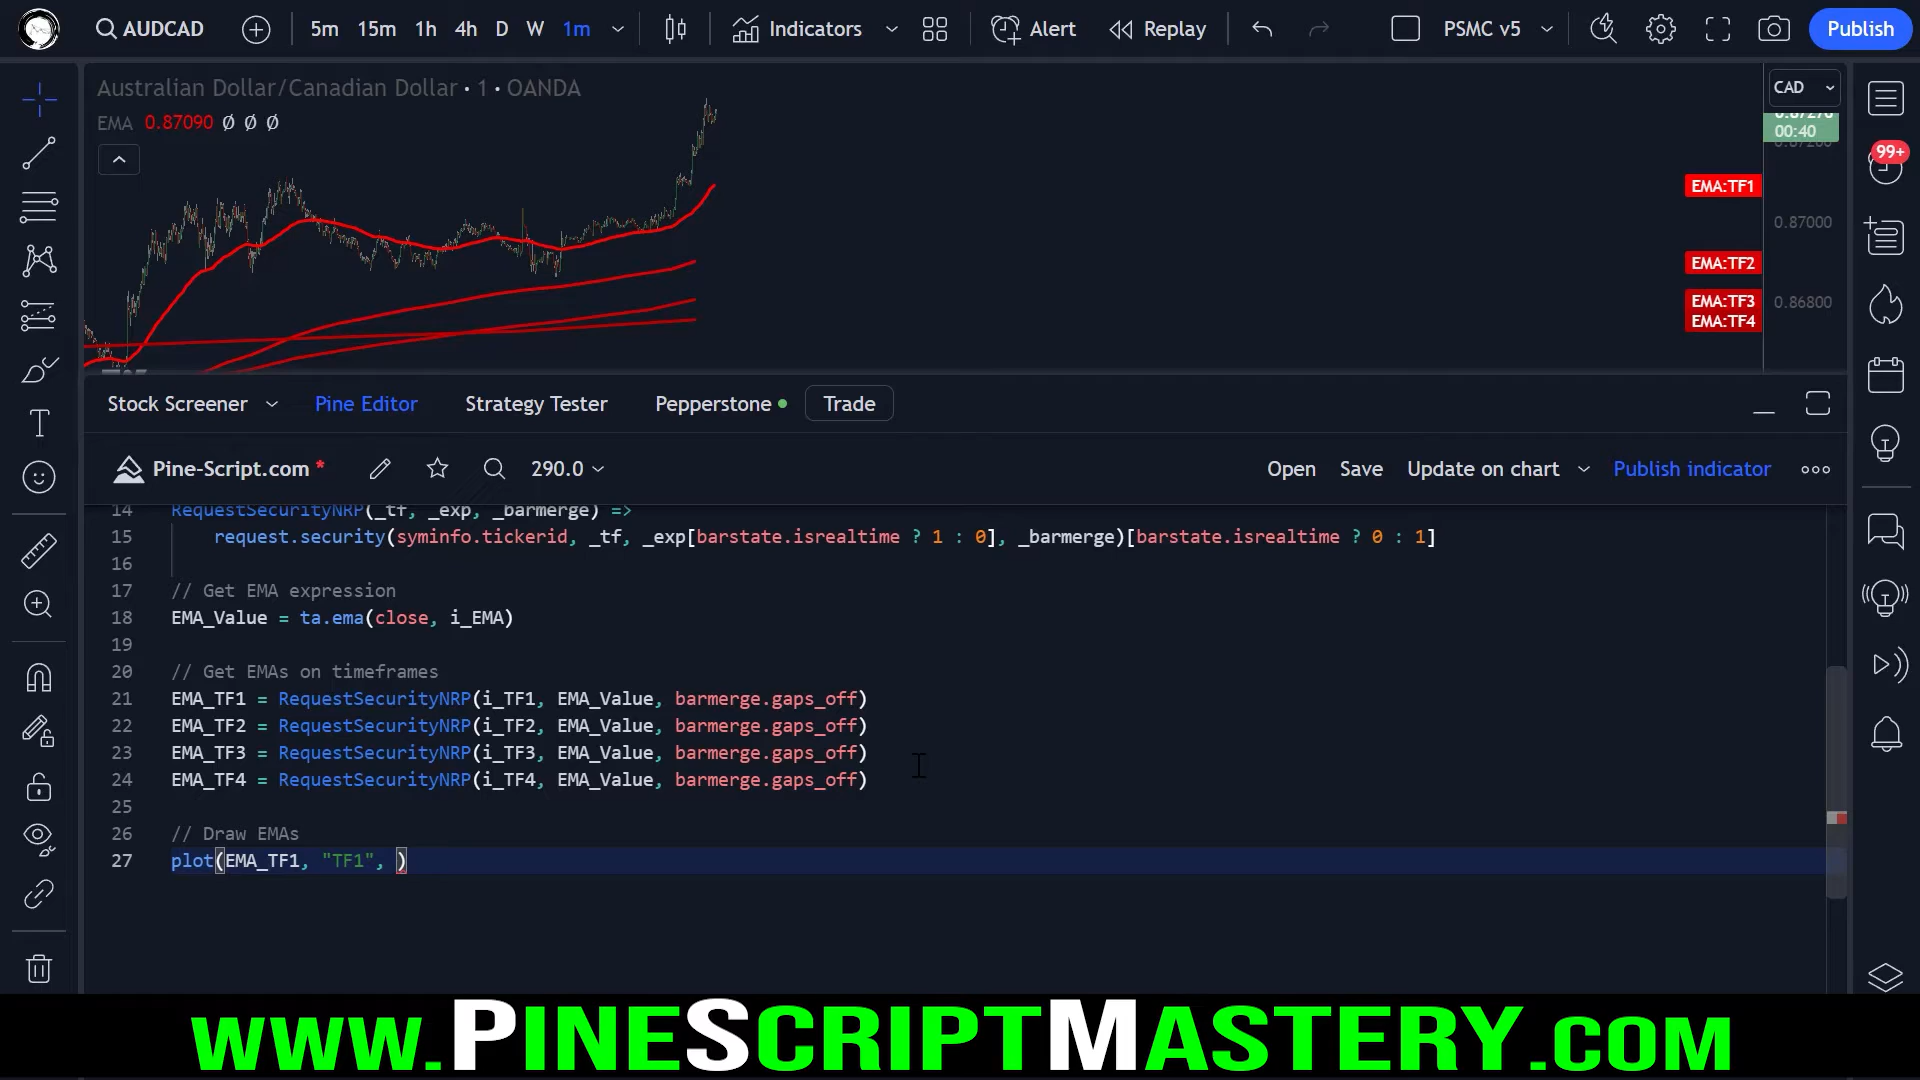 AUDCAD 5m 15m 1h 4h D W 1m Indicators Alert Replay PSMC v5 Publish
Australian Dollar/Canadian Dollar · 1 · OANDA
CAD
EMA 0.87090 Ø Ø Ø
00:40
99+
EMA:TF1
0.87000
EMA:TF2
EMA:TF3 0.86800
EMA:TF4
Stock Screener Pine Editor Strategy Tester Pepperstone Trade
Pine-Script.com * 290.0 Open Save Update on chart Publish indicator
14 RequestSecurityNRP(_tf, _exp, _barmerge) =>
15 request.security(syminfo.tickerid, _tf, _exp[barstate.isrealtime ? 1 : 0], _barmerge)[barstate.isrealtime ? 0 : 1]
16
17 // Get EMA expression
18 EMA_Value = ta.ema(close, i_EMA)
19
20 // Get EMAs on timeframes
21 EMA_TF1 = RequestSecurityNRP(i_TF1, EMA_Value, barmerge.gaps_off)
22 EMA_TF2 = RequestSecurityNRP(i_TF2, EMA_Value, barmerge.gaps_off)
23 EMA_TF3 = RequestSecurityNRP(i_TF3, EMA_Value, barmerge.gaps_off)
24 EMA_TF4 = RequestSecurityNRP(i_TF4, EMA_Value, barmerge.gaps_off)
25
26 // Draw EMAs
27 plot(EMA_TF1, "TF1", )
www.PineScriptMastery.com